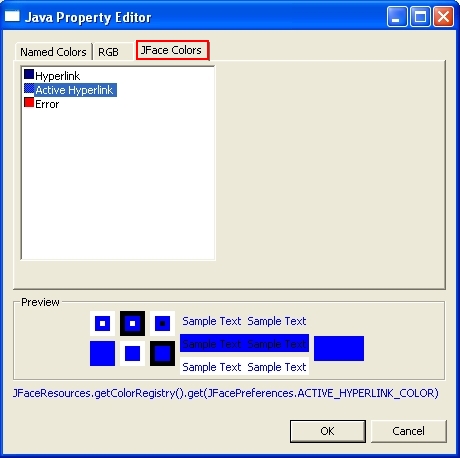 Java Property Editor
Named Colors RGB JFace Colors
Hyperlink
Active Hyperlink
Error
Preview
Sample Text Sample Text
Sample Text Sample Text
Sample Text Sample Text
JFaceResources.getColorRegistry().get(JFacePreferences.ACTIVE_HYPERLINK_COLOR)
OK Cancel